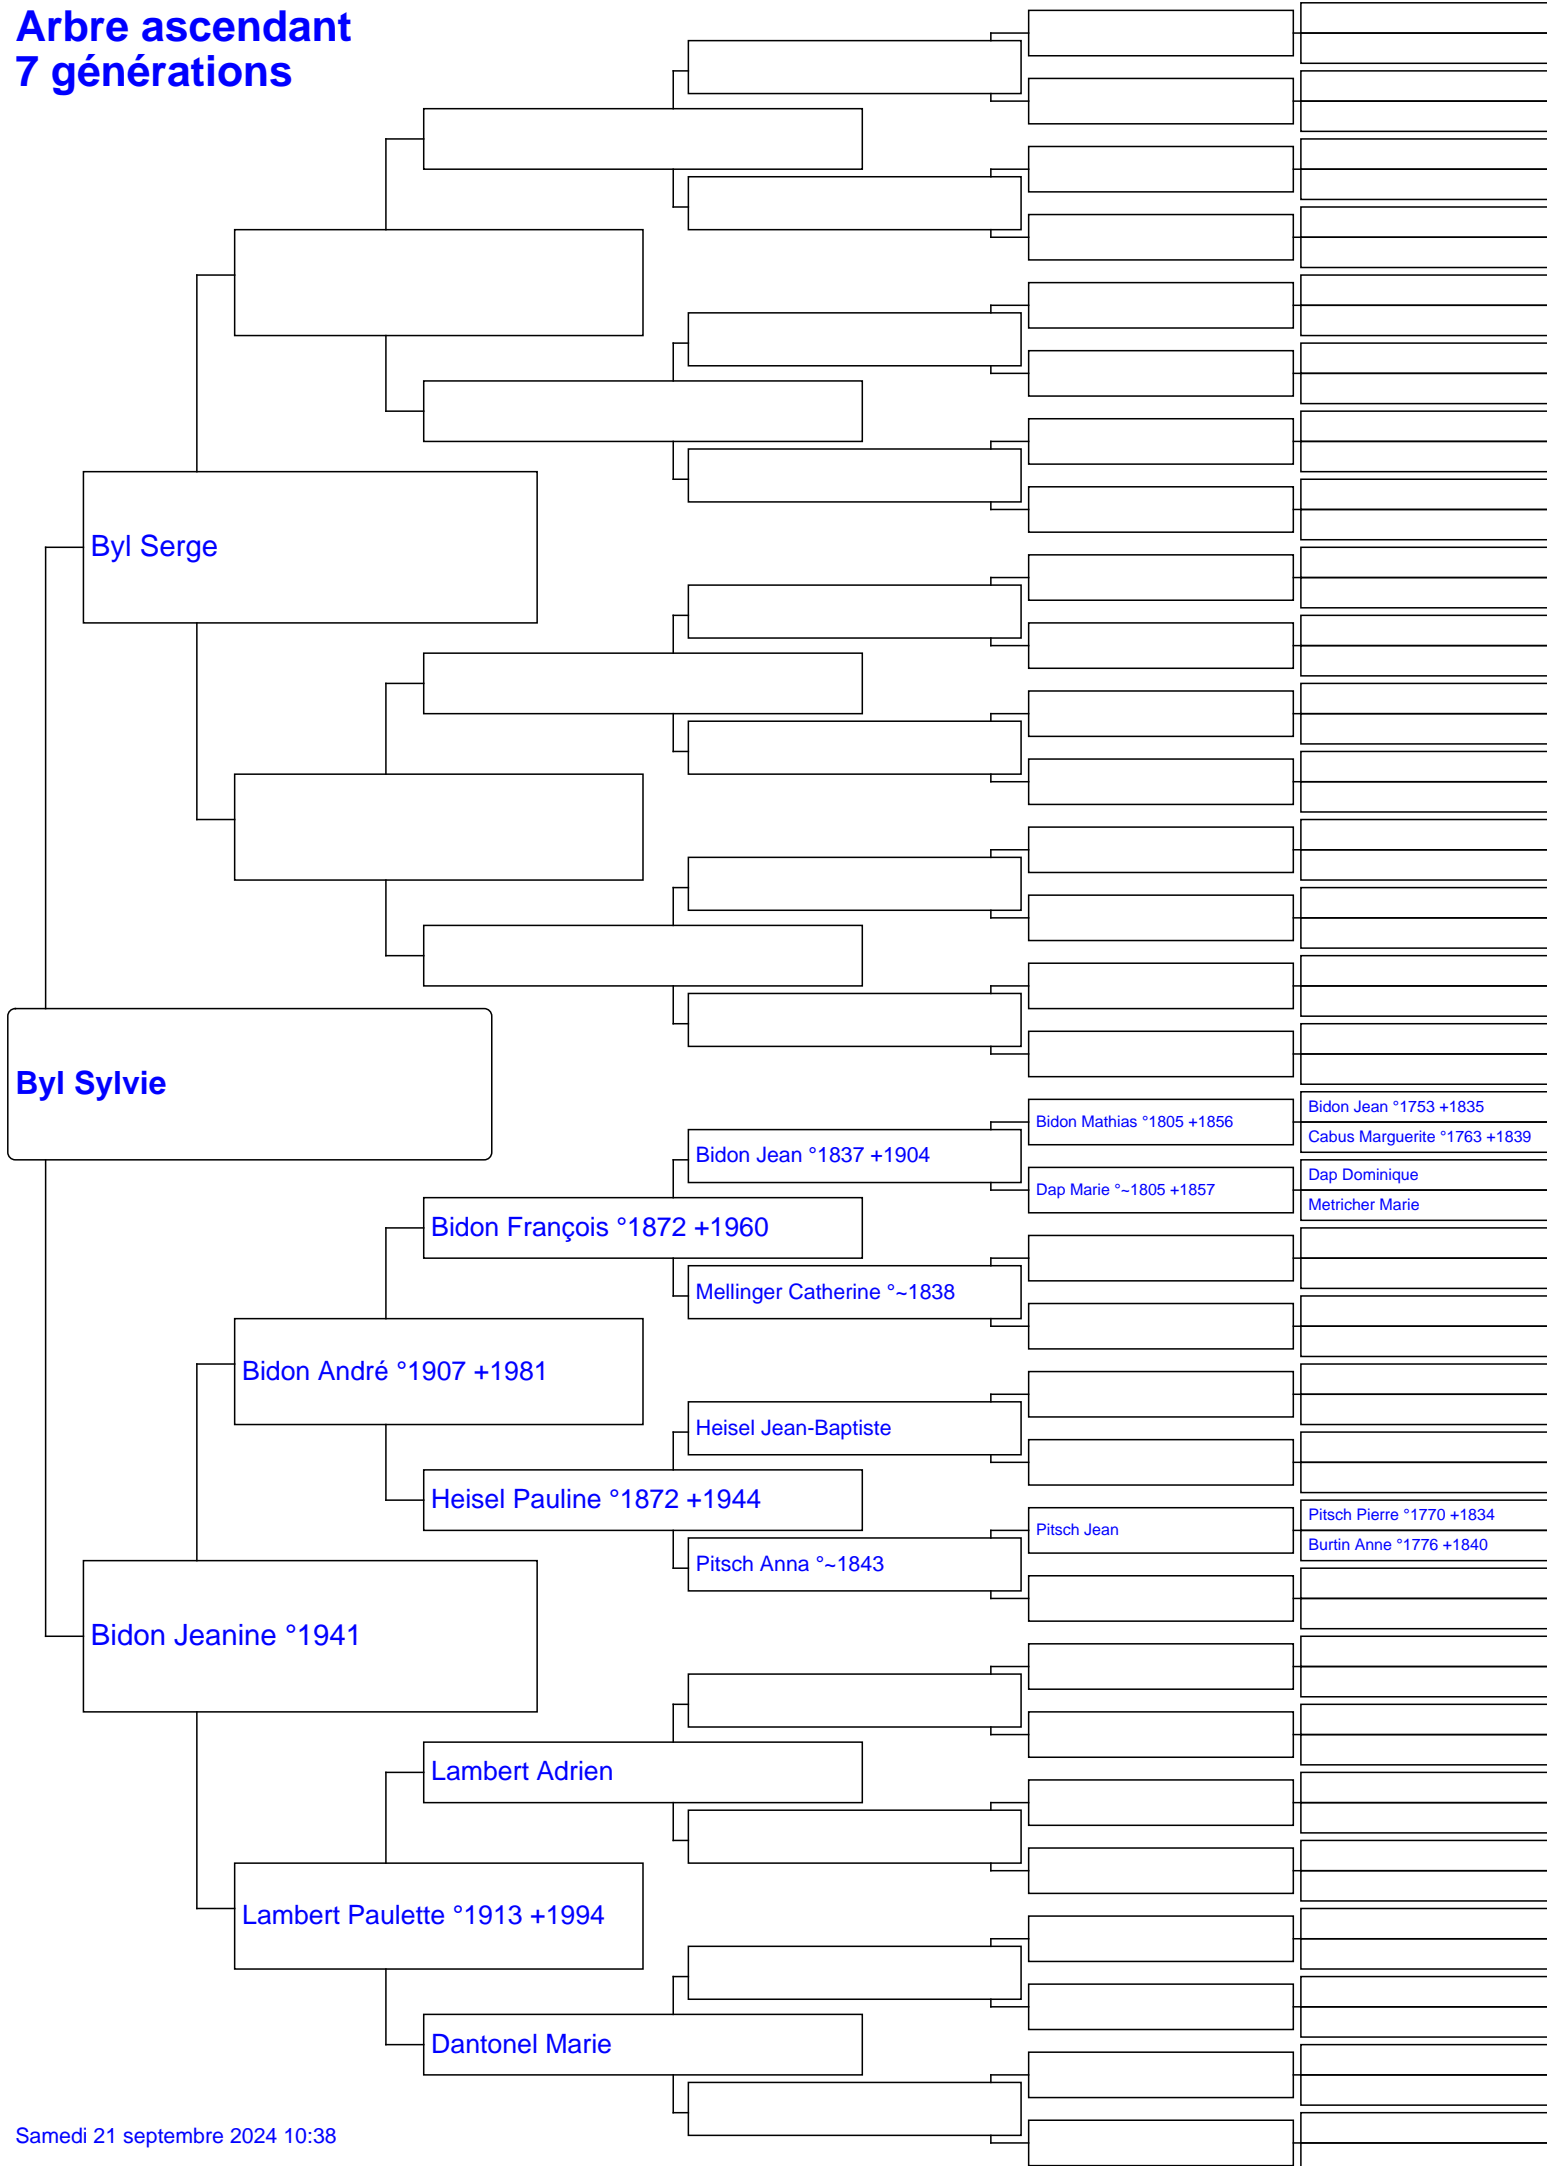 Arbre ascendant
7 générations
Byl Serge
Byl Sylvie
Bidon Mathias °1805 +1856
Bidon Jean °1753 +1835
Cabus Marguerite °1763 +1839
Bidon Jean °1837 +1904
Dap Marie °~1805 +1857
Dap Dominique
Metricher Marie
Bidon François °1872 +1960
Mellinger Catherine °~1838
Bidon André °1907 +1981
Heisel Jean-Baptiste
Heisel Pauline °1872 +1944
Pitsch Jean
Pitsch Pierre °1770 +1834
Burtin Anne °1776 +1840
Pitsch Anna °~1843
Bidon Jeanine °1941
Lambert Adrien
Lambert Paulette °1913 +1994
Dantonel Marie
Samedi 21 septembre 2024 10:38